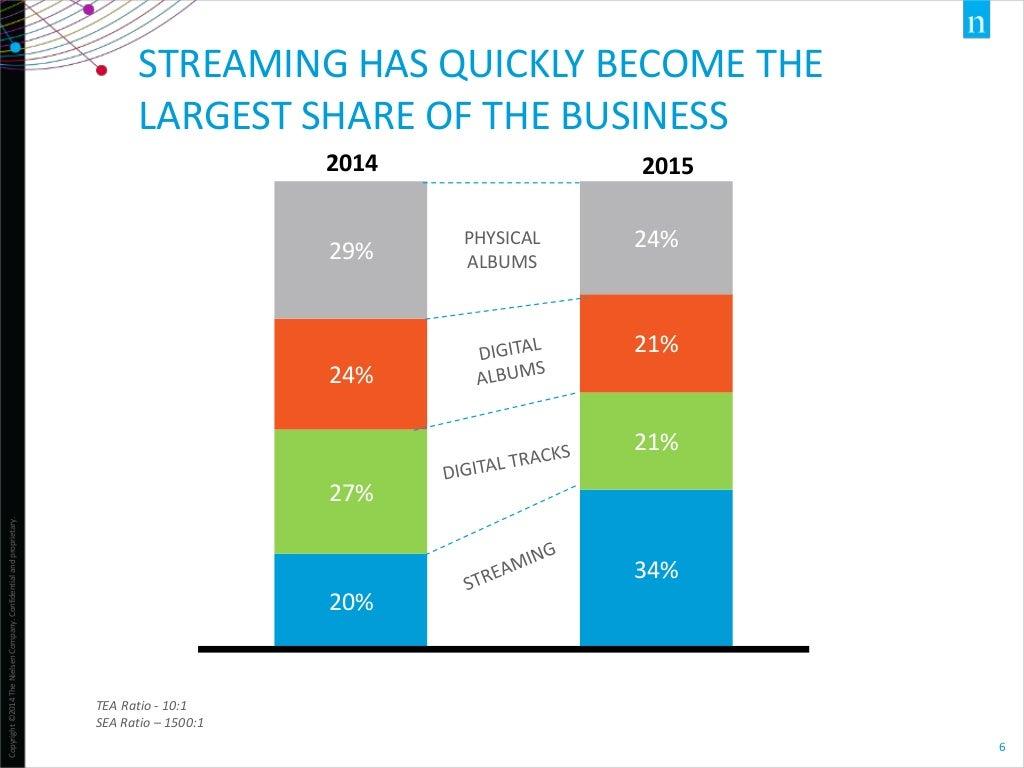 n
STREAMING HAS QUICKLY BECOME THE
LARGEST SHARE OF THE BUSINESS
2014
2015
29%
PHYSICAL
ALBUMS
24%
24%
DIGITAL
ALBUMS
21%
27%
DIGITAL TRACKS
21%
20%
STREAMING
34%
TEA Ratio - 10:1
SEA Ratio – 1500:1
Copyright ©2014 The Nielsen Company. Confidential and proprietary.
6